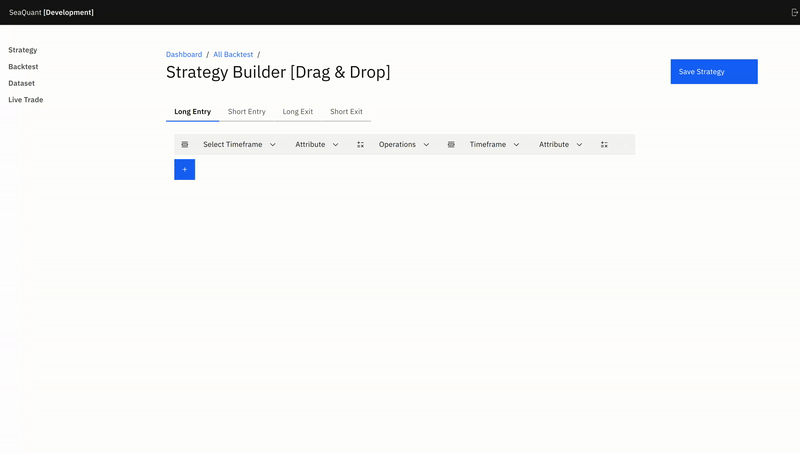 SeaQuant [Development]
Strategy
Backtest
Dataset
Live Trade
Dashboard / All Backtest /
Strategy Builder [Drag & Drop]
Save Strategy
Long Entry Short Entry Long Exit Short Exit
Select Timeframe Attribute Operations Timeframe Attribute
+